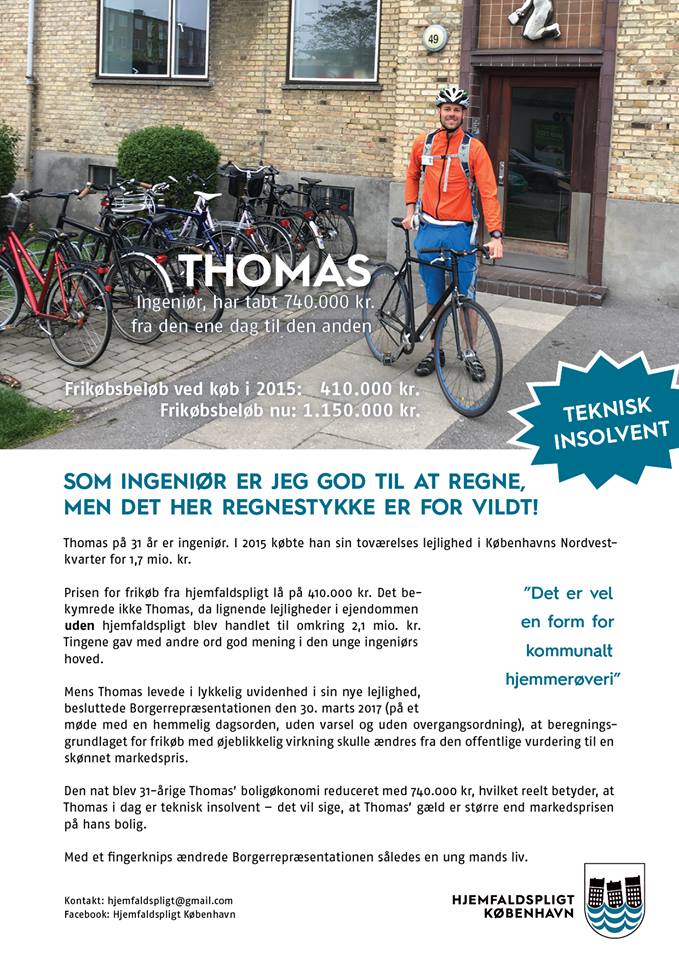 49
THOMAS
Ingeniør, har tabt 740.000 kr.
fra den ene dag til den anden
Frikøbsbeløb ved køb i 2015: 410.000 kr.
Frikøbsbeløb nu: 1.150.000 kr.
TEKNISK
INSOLVENT
SOM INGENIØR ER JEG GOD TIL AT REGNE,
MEN DET HER REGNESTYKKE ER FOR VILDT!
Thomas på 31 år er ingeniør. I 2015 købte han sin toværelses lejlighed i Københavns Nordvest-
kvarter for 1,7 mio. kr.
Prisen for frikøb fra hjemfaldspligt lå på 410.000 kr. Det be-
kymrede ikke Thomas, da lignende lejligheder i ejendommen
uden hjemfaldspligt blev handlet til omkring 2,1 mio. kr.
Tingene gav med andre ord god mening i den unge ingeniørs
hoved.
"Det er vel
en form for
kommunalt
hjemmerøveri"
Mens Thomas levede i lykkelig uvidenhed i sin nye lejlighed,
besluttede Borgerrepræsentationen den 30. marts 2017 (på et
møde med en hemmelig dagsorden, uden varsel og uden overgangsordning), at beregnings-
grundlaget for frikøb med øjeblikkelig virkning skulle ændres fra den offentlige vurdering til en
skønnet markedspris.
Den nat blev 31-årige Thomas' boligøkonomi reduceret med 740.000 kr, hvilket reelt betyder, at
Thomas i dag er teknisk insolvent – det vil sige, at Thomas' gæld er større end markedsprisen
på hans bolig.
Med et fingerknips ændrede Borgerrepræsentationen således en ung mands liv.
Kontakt: hjemfaldspligt@gmail.com
Facebook: Hjemfaldspligt København
HJEMFALDSPLIGT
KØBENHAVN